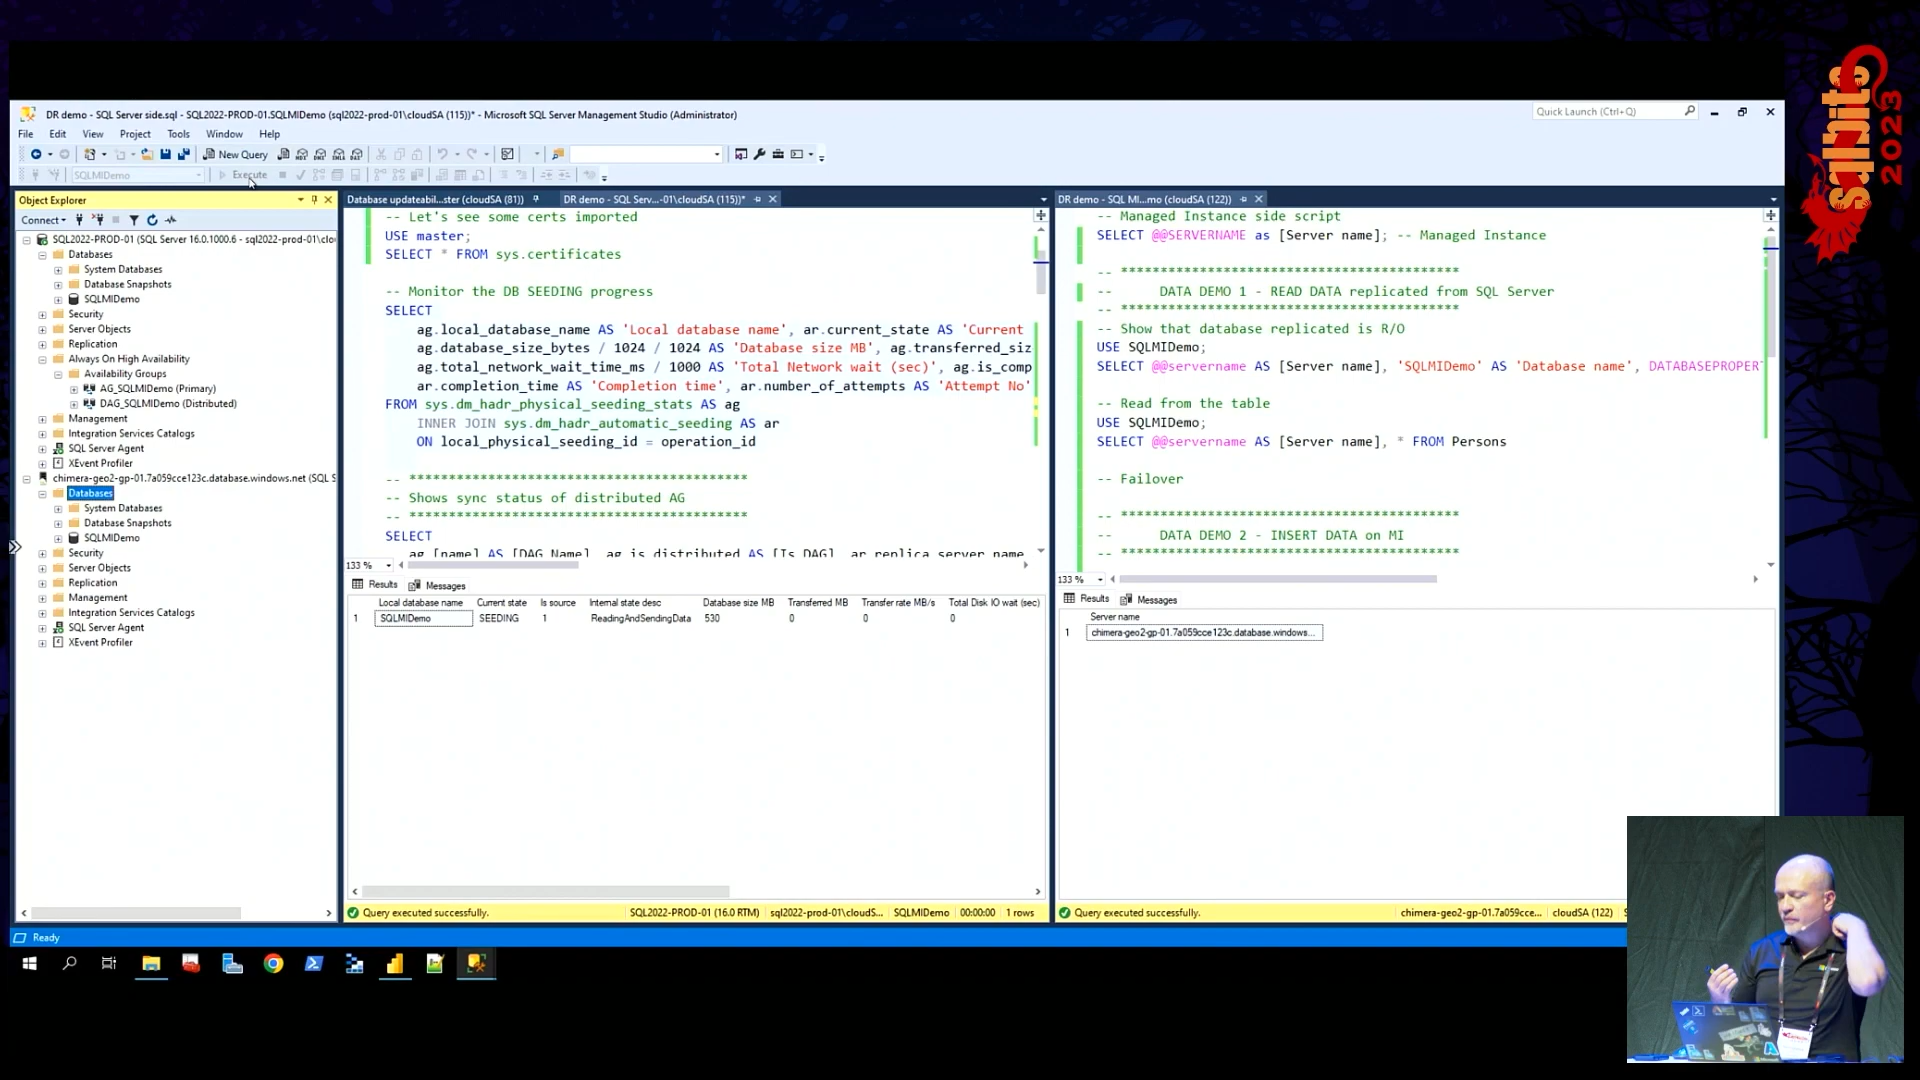 sqlbits
2023
DR demo - SQL Server side.sql - SQL2022-PROD-01.SQLMIDemo (sql2022-prod-01\cloudSA (115))* - Microsoft SQL Server Management Studio (Administrator)
Quick Launch (Ctrl+Q)
File Edit View Project Tools Window Help
New Query
SQLMIDemo
Execute
Object Explorer
Connect
SQL2022-PROD-01 (SQL Server 16.0.1000.6 - sql2022-prod-01\clo
Databases
System Databases
Database Snapshots
SQLMIDemo
Security
Server Objects
Replication
Always On High Availability
Availability Groups
AG_SQLMIDemo (Primary)
DAG_SQLMIDemo (Distributed)
Management
Integration Services Catalogs
SQL Server Agent
XEvent Profiler
chimera-geo2-gp-01.7a059cce123c.database.windows.net (SQL S
Databases
System Databases
Database Snapshots
SQLMIDemo
Security
Server Objects
Replication
Management
Integration Services Catalogs
SQL Server Agent
XEvent Profiler
Database updateabil...ster (cloudSA (81))
DR demo - SQL Serv...-01\cloudSA (115))*
-- Let's see some certs imported
USE master;
SELECT * FROM sys.certificates
-- Monitor the DB SEEDING progress
SELECT
ag.local_database_name AS 'Local database name', ar.current_state AS 'Current
ag.database_size_bytes / 1024 / 1024 AS 'Database size MB', ag.transferred_siz
ag.total_network_wait_time_ms / 1000 AS 'Total Network wait (sec)', ag.is_comp
ar.completion_time AS 'Completion time', ar.number_of_attempts AS 'Attempt No'
FROM sys.dm_hadr_physical_seeding_stats AS ag
INNER JOIN sys.dm_hadr_automatic_seeding AS ar
ON local_physical_seeding_id = operation_id
-- ******************************************
-- Shows sync status of distributed AG
-- ******************************************
SELECT
ag.[name] AS [DAG Name], ag.is_distributed AS [Is DAG], ar.replica_server_name
133 %
Results Messages
Local database name Current state Is source Internal state desc Database size MB Transferred MB Transfer rate MB/s Total Disk IO wait (sec)
1 SQLMIDemo SEEDING 1 ReadingAndSendingData 530 0 0 0
Query executed successfully. SQL2022-PROD-01 (16.0 RTM) sql2022-prod-01\cloudS... SQLMIDemo 00:00:00 1 rows
DR demo - SQL MI...mo (cloudSA (122))
-- Managed Instance side script
SELECT @@SERVERNAME as [Server name]; -- Managed Instance
-- ******************************************
-- DATA DEMO 1 - READ DATA replicated from SQL Server
-- ******************************************
-- Show that database replicated is R/O
USE SQLMIDemo;
SELECT @@servername AS [Server name], 'SQLMIDemo' AS 'Database name', DATABASEPROPERT
-- Read from the table
USE SQLMIDemo;
SELECT @@servername AS [Server name], * FROM Persons
-- Failover
-- ******************************************
-- DATA DEMO 2 - INSERT DATA on MI
-- ******************************************
133 %
Results Messages
Server name
1 chimera-geo2-gp-01.7a059cce123c.database.windows...
Query executed successfully. chimera-geo2-gp-01.7a059cce... cloudSA (122)
Ready